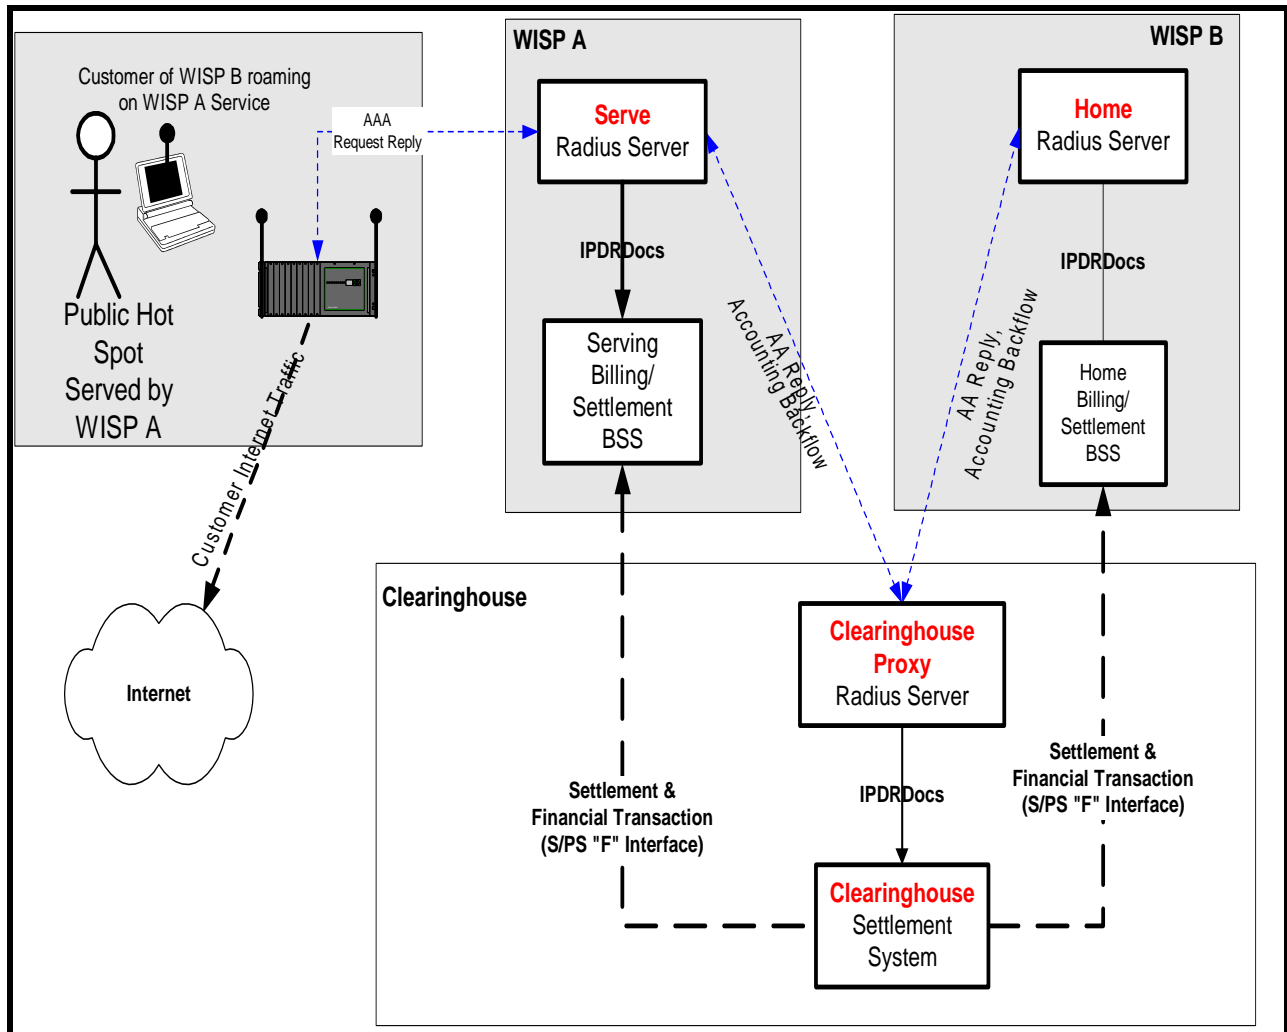 Customer of WISP B roaming
on WISP A Service
AAA
Request Reply
Public Hot
Spot
Served by
WISP A
Customer Internet Traffic
Internet
WISP A
Serve
Radius Server
IPDRDocs
Serving
Billing/
Settlement
BSS
AA Reply,
Accounting Backflow
WISP B
Home
Radius Server
IPDRDocs
Home
Billing/
Settlement
BSS
AA Reply,
Accounting Backflow
Clearinghouse
Clearinghouse
Proxy
Radius Server
IPDRDocs
Clearinghouse
Settlement
System
Settlement &
Financial Transaction
(S/PS "F" Interface)
Settlement &
Financial Transaction
(S/PS "F" Interface)